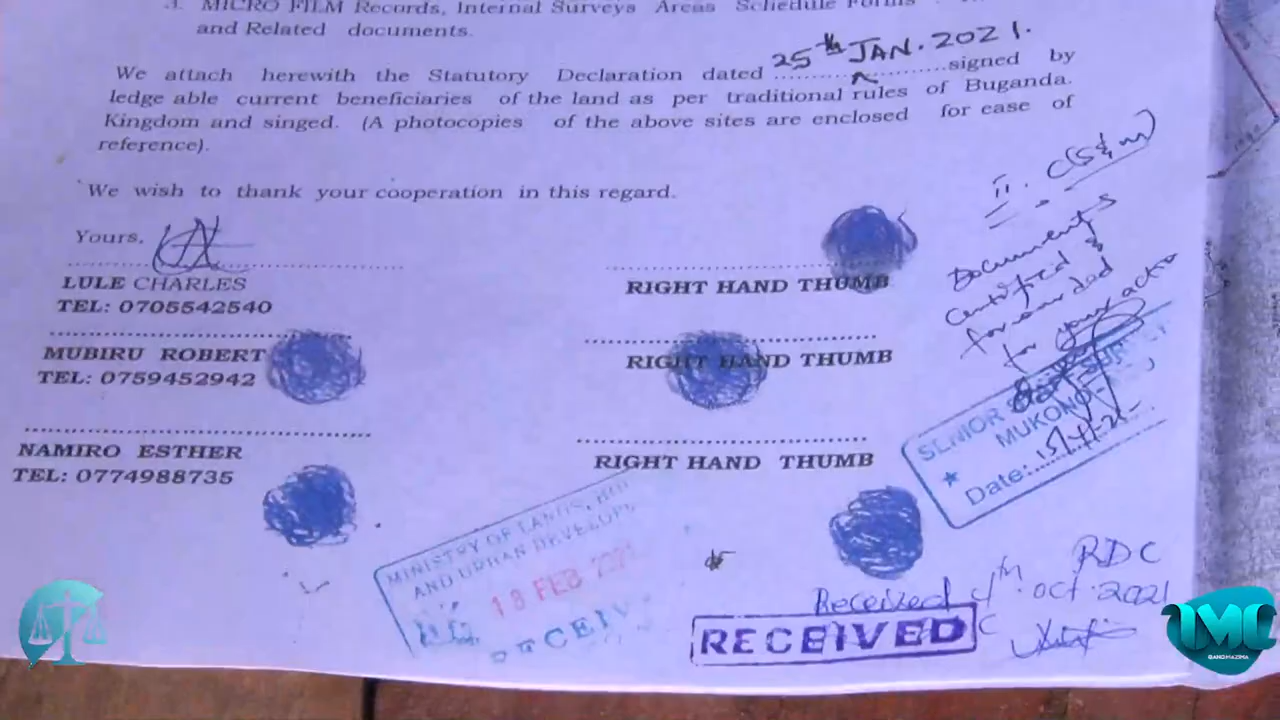 3. MICRO FILM Records, Internal Surveys Areas Schedule Forms
and Related documents.
25th JAN. 2021.
We attach herewith the Statutory Declaration dated ........................signed by
ledge able current beneficiaries of the land as per traditional rules of Buganda.
Kingdom and singed. (A photocopies of the above sites are enclosed for ease of
reference).
We wish to thank your cooperation in this regard.
Yours,
LULE CHARLES
RIGHT HAND THUMB
TEL: 0705542540
MUBIRU ROBERT
RIGHT HAND THUMB
TEL: 0759452942
NAMIRO ESTHER
RIGHT HAND THUMB
TEL: 0774988735
C(S&M)
Documents
Certified &
forwarded
for your action
SENIOR
MUKONO
Date: 15/4/21
MINISTRY OF LANDS,
AND URBAN
18 FEB 2021
RDC
Received 4th Oct. 2021
RECEIVED
IMC